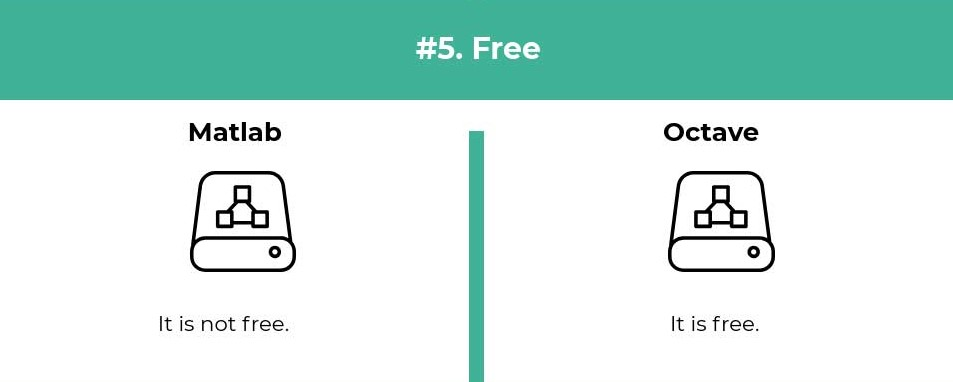 #5. Free
Matlab
Octave
It is not free.
It is free.